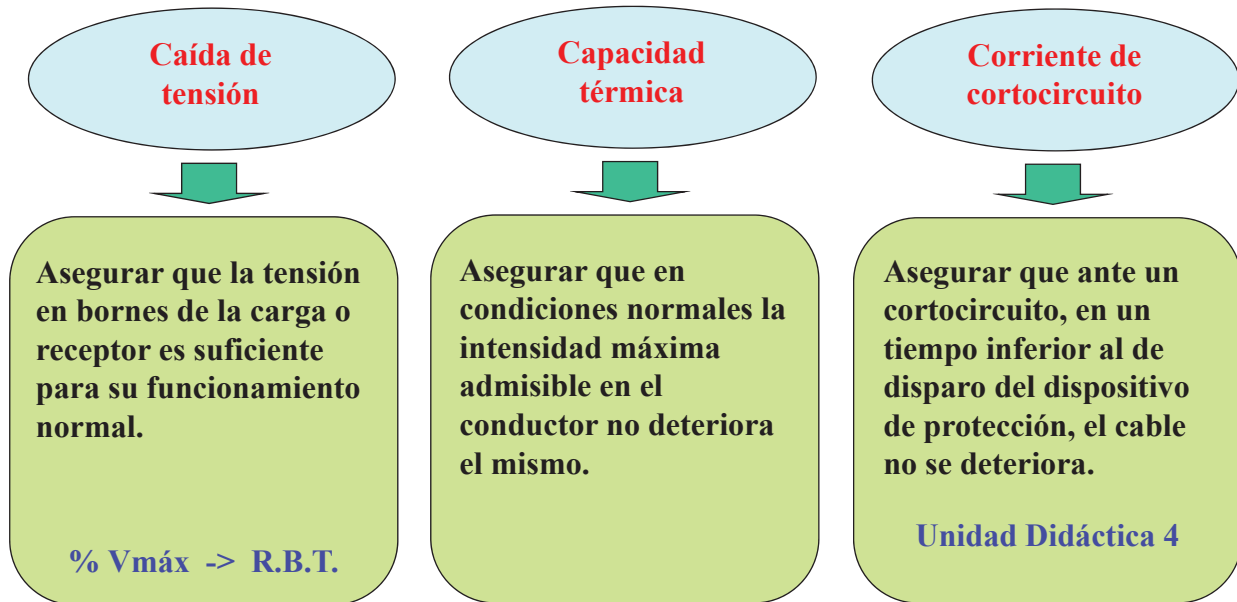 Caída de
tensión
Asegurar que la tensión
en bornes de la carga o
receptor es suficiente
para su funcionamiento
normal.
% Vmáx -> R.B.T.
Capacidad
térmica
Asegurar que en
condiciones normales la
intensidad máxima
admisible en el
conductor no deteriora
el mismo.
Corriente de
cortocircuito
Asegurar que ante un
cortocircuito, en un
tiempo inferior al de
disparo del dispositivo
de protección, el cable
no se deteriora.
Unidad Didáctica 4